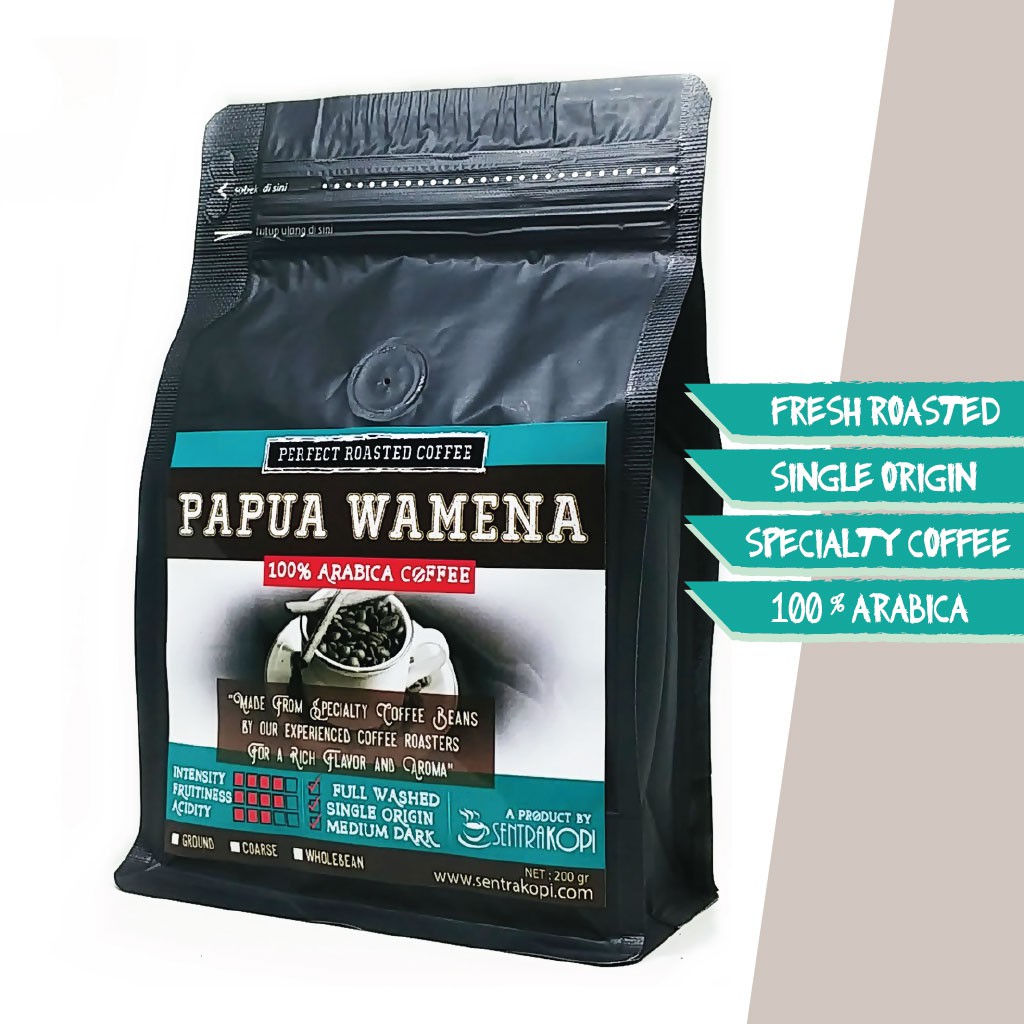 sobek di sini
tutup ulang di sini
PERFECT ROASTED COFFEE
PAPUA WAMENA
100% ARABICA COFFEE
"MADE FROM SPECIALTY COFFEE BEANS
BY OUR EXPERIENCED COFFEE ROASTERS
FOR A RICH FLAVOR AND AROMA"
INTENSITY
FRUITINESS
ACIDITY
FULL WASHED
SINGLE ORIGIN
MEDIUM DARK
A PRODUCT BY
SENTRAKOPI
GROUND COARSE WHOLEBEAN
NET : 200 gr
www.sentrakopi.com
FRESH ROASTED
SINGLE ORIGIN
SPECIALTY COFFEE
100 % ARABICA